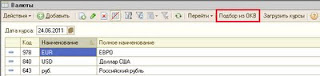 Валюты
Действия Добавить Перейти Подбор из ОКВ Загрузить курсы
Дата курса: 24.06.2011
Код Наименование Полное наименование
978 EUR ЕВРО
840 USD Доллар США
643 руб Российский рубль